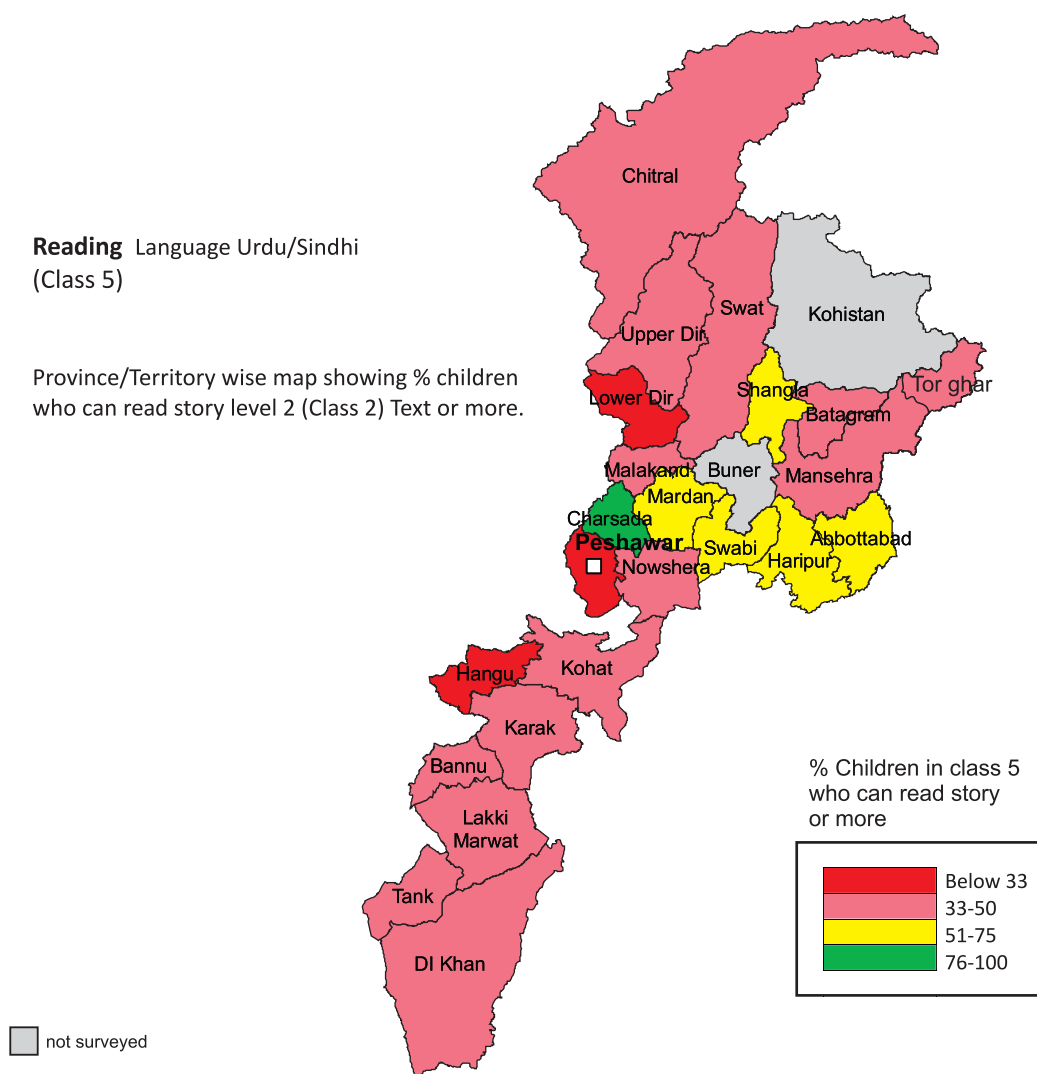 Reading Language Urdu/Sindhi
(Class 5)
Province/Territory wise map showing % children
who can read story level 2 (Class 2) Text or more.
Chitral
Swat
Kohistan
Upper Dir
Lower Dir
Shangla
Tor ghar
Batagram
Malakand
Buner
Mansehra
Mardan
Charsada
Peshawar
Swabi
Abbottabad
Haripur
Nowshera
Hangu
Kohat
Karak
Bannu
Lakki
Marwat
Tank
DI Khan
% Children in class 5
who can read story
or more
Below 33
33-50
51-75
76-100
not surveyed